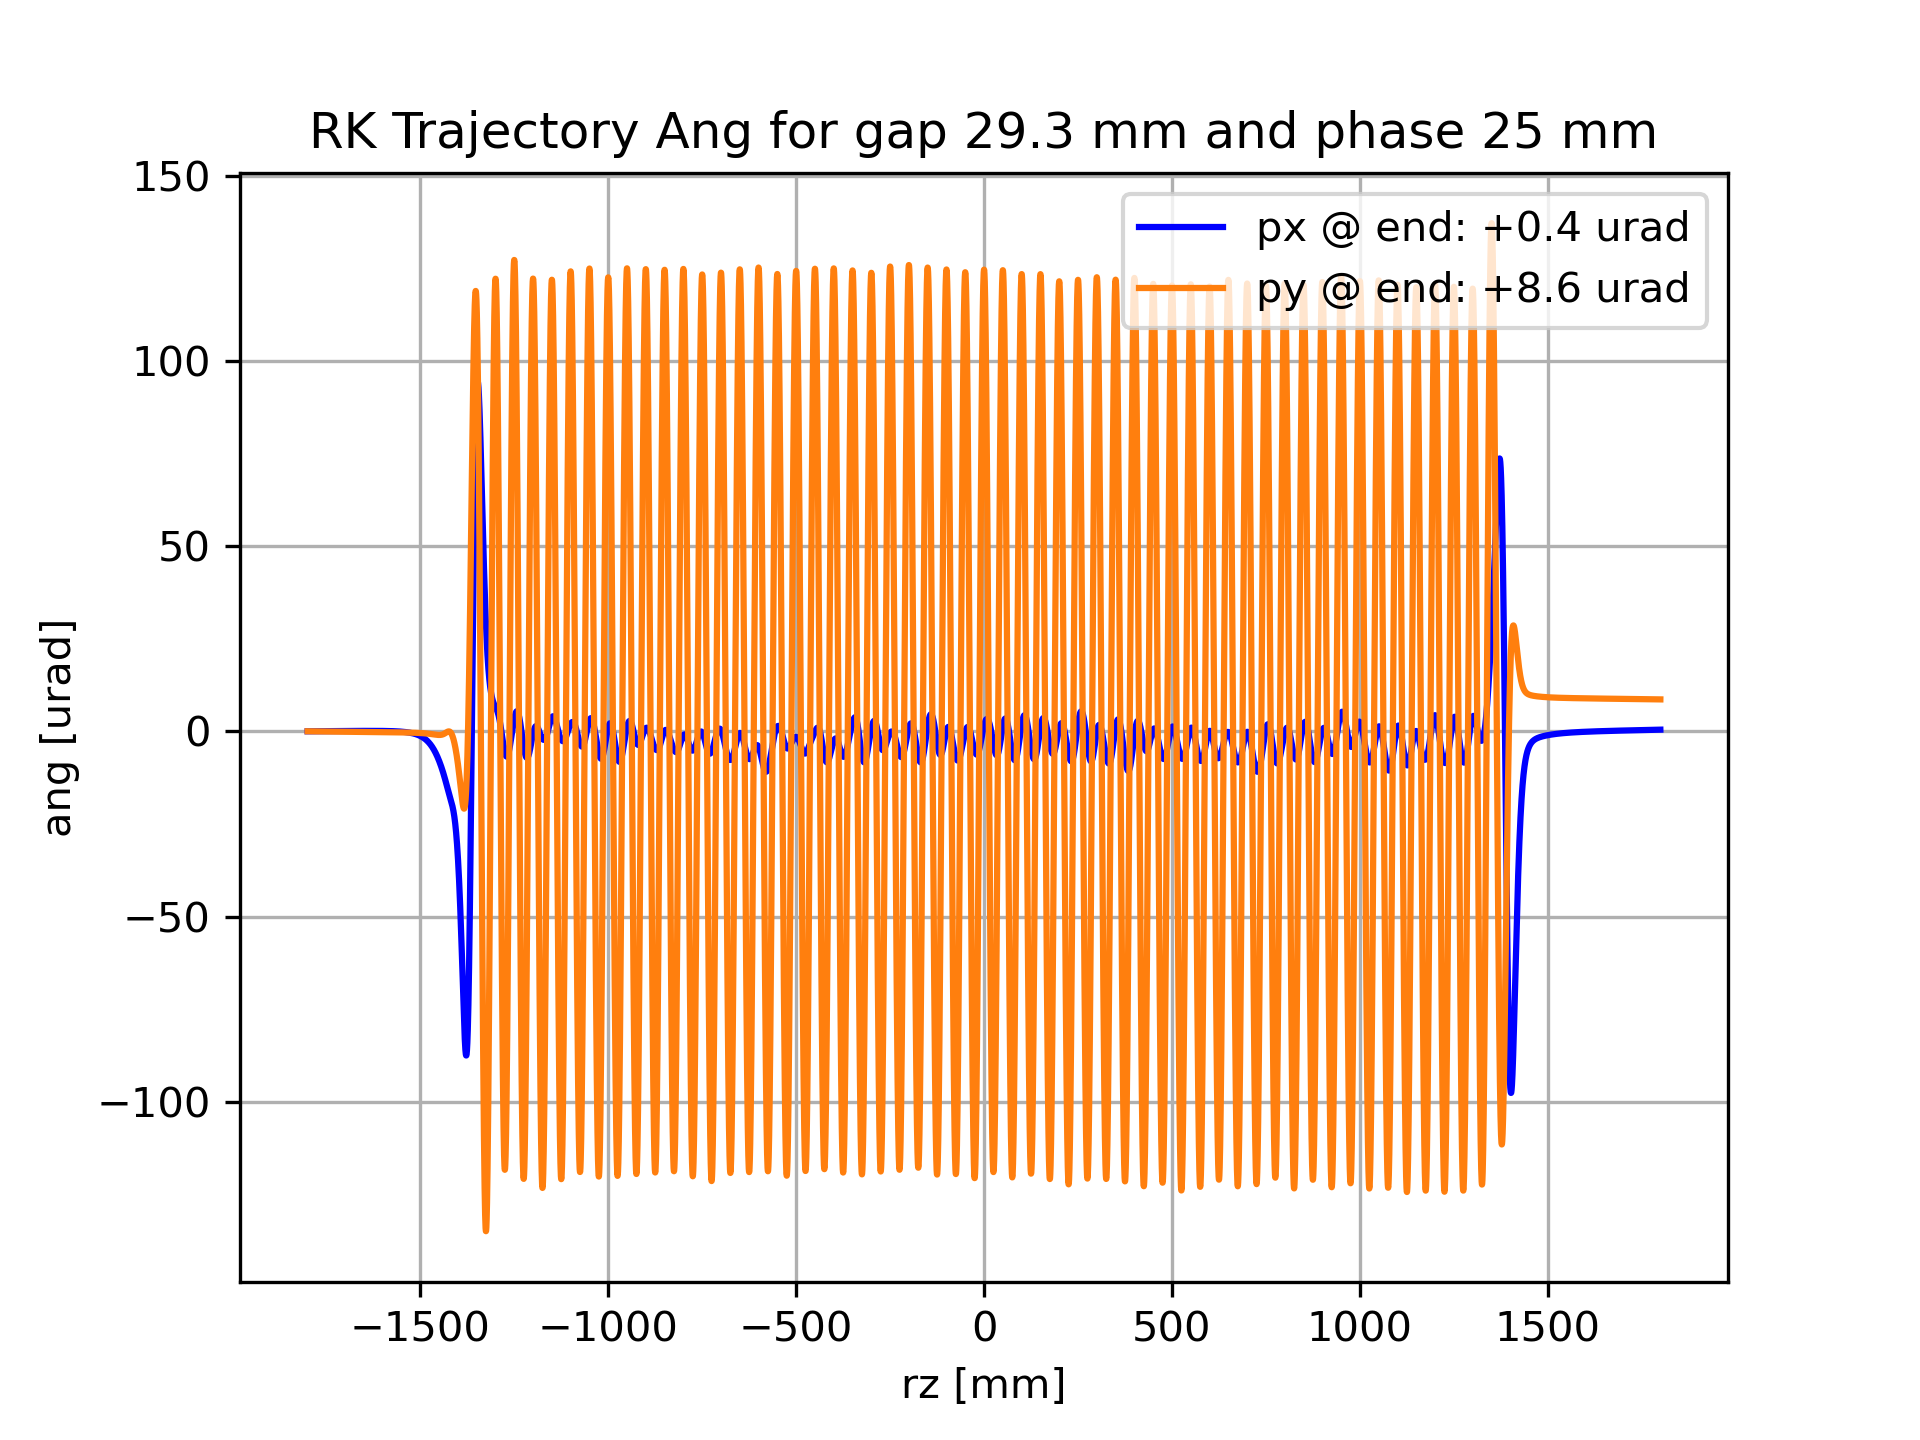 RK Trajectory Ang for gap 29.3 mm and phase 25 mm
px @ end: +0.4 urad
py @ end: +8.6 urad
150
100
50
0
−50
−100
ang [urad]
−1500 −1000 −500 0 500 1000 1500
rz [mm]